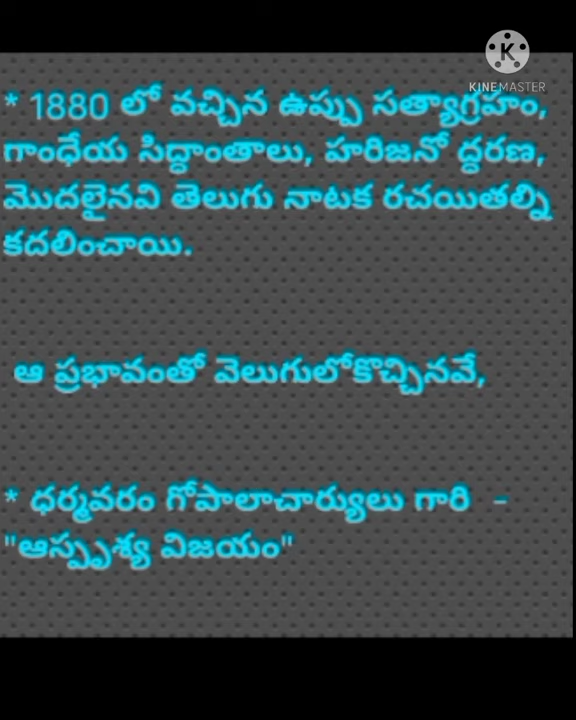 KINEMASTER
* 1880 లో వచ్చిన ఉప్పు సత్యాగ్రహం,
గాంధేయ సిద్ధాంతాలు, హరిజనో ద్ధరణ,
మొదలైనవి తెలుగు నాటక రచయితల్ని
కదలించాయి.
ఆ ప్రభావంతో వెలుగులోకొచ్చినవే,
* ధర్మవరం గోపాలాచార్యులు గారి -
"ఆస్పృశ్య విజయం"